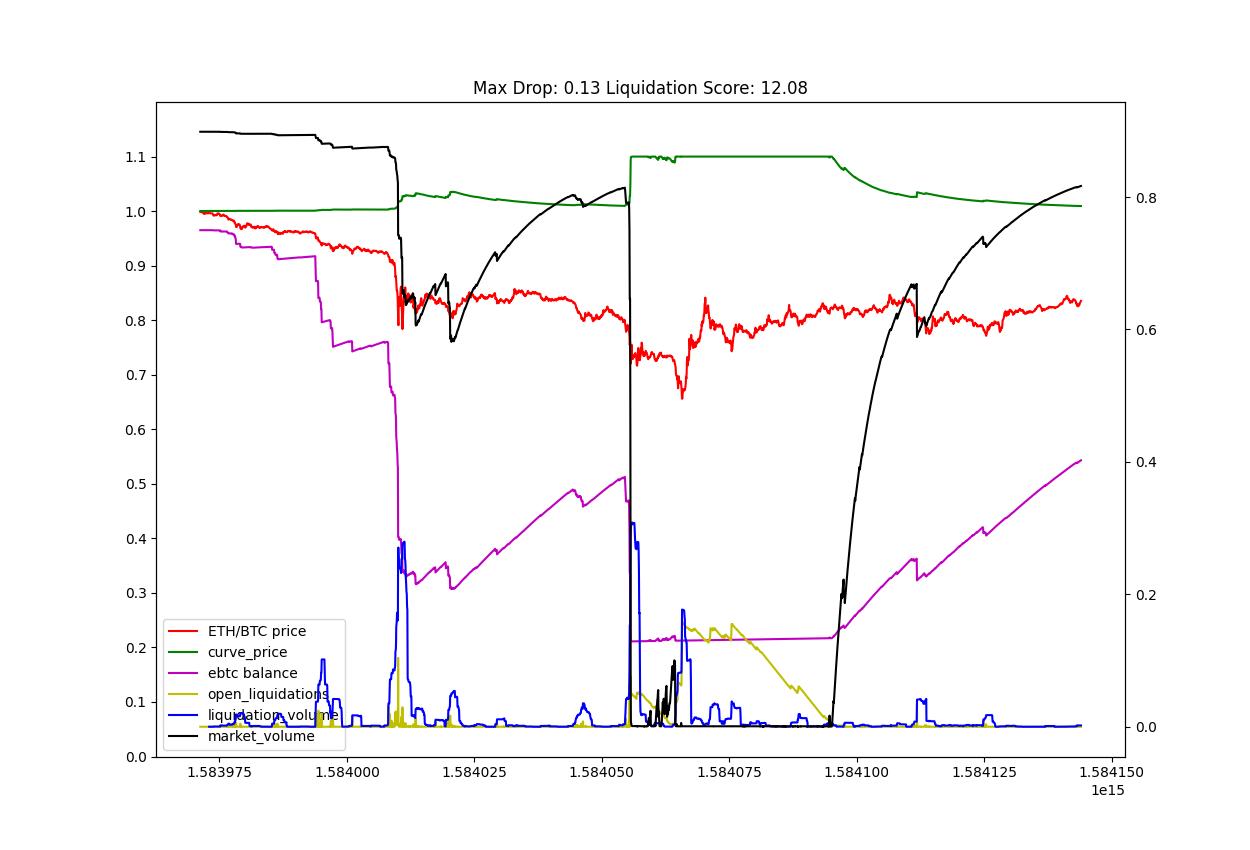 Max Drop: 0.13 Liquidation Score: 12.08
1.1
1.0
0.9
0.8
0.7
0.6
0.5
0.4
0.3
0.2
0.1
0.0
0.8
0.6
0.4
0.2
0.0
ETH/BTC price
curve_price
ebtc balance
open_liquidations
liquidation_volume
market_volume
1.583975 1.584000 1.584025 1.584050 1.584075 1.584100 1.584125 1.584150
1e15